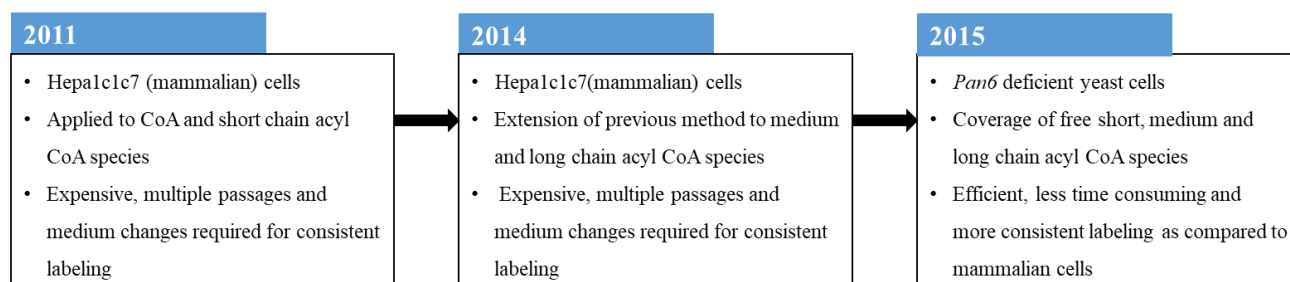 2011
• Hepa1c1c7 (mammalian) cells
• Applied to CoA and short chain acyl
CoA species
• Expensive, multiple passages and
medium changes required for consistent
labeling
2014
• Hepa1c1c7(mammalian) cells
• Extension of previous method to medium
and long chain acyl CoA species
• Expensive, multiple passages and
medium changes required for consistent
labeling
2015
• Pan6 deficient yeast cells
• Coverage of free short, medium and
long chain acyl CoA species
• Efficient, less time consuming and
more consistent labeling as compared to
mammalian cells